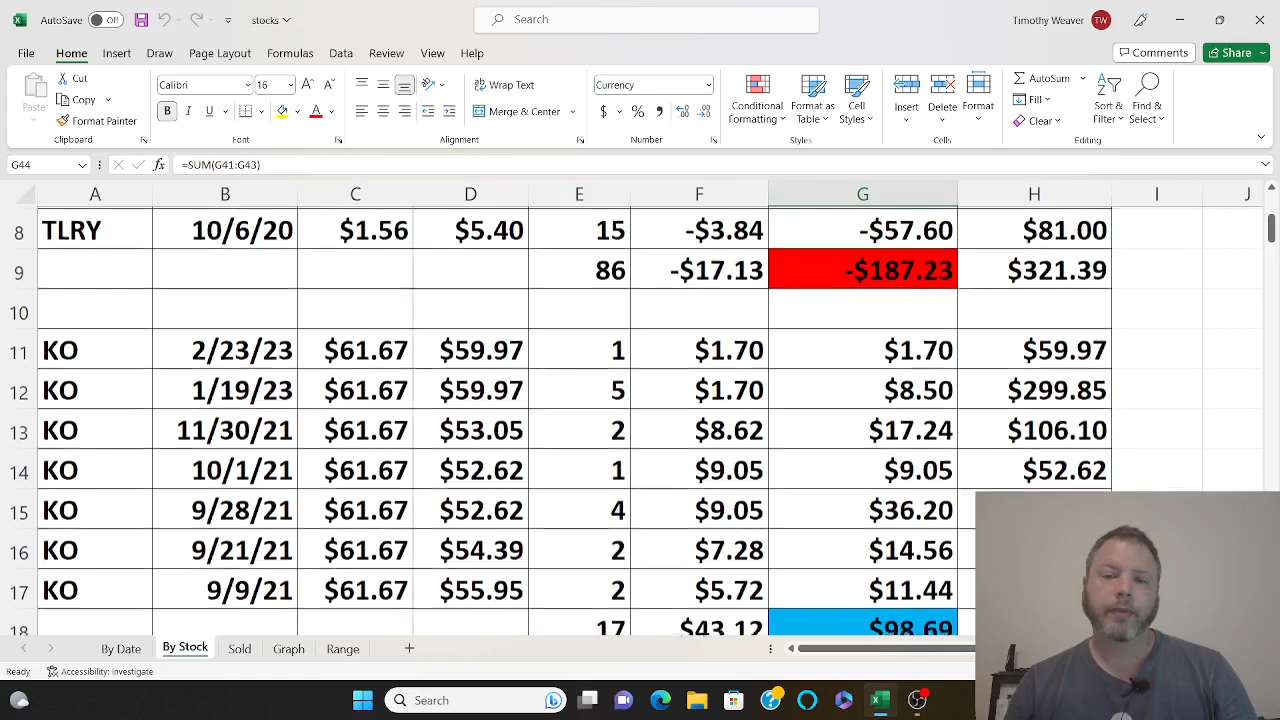 AutoSave Off stocks Search Timothy Weaver TW
File Home Insert Draw Page Layout Formulas Data Review View Help Comments Share
Paste Cut Copy Format Painter
Calibri 16 A A Wrap Text Currency Conditional Formatting Format as Table Cell Styles Insert Delete Format AutoSum Fill Clear Sort & Filter Find & Select
B I U A Merge & Center $ % ,
Clipboard Font Alignment Number Styles Cells Editing
G44 fx =SUM(G41:G43)
A B C D E F G H I J
8 TLRY 10/6/20 $1.56 $5.40 15 -$3.84 -$57.60 $81.00
9 86 -$17.13 -$187.23 $321.39
10
11 KO 2/23/23 $61.67 $59.97 1 $1.70 $1.70 $59.97
12 KO 1/19/23 $61.67 $59.97 5 $1.70 $8.50 $299.85
13 KO 11/30/21 $61.67 $53.05 2 $8.62 $17.24 $106.10
14 KO 10/1/21 $61.67 $52.62 1 $9.05 $9.05 $52.62
15 KO 9/28/21 $61.67 $52.62 4 $9.05 $36.20
16 KO 9/21/21 $61.67 $54.39 2 $7.28 $14.56
17 KO 9/9/21 $61.67 $55.95 2 $5.72 $11.44
18 17 $43.12 $98.69
By Date By Stock Sold Graph Range
Ready Accessibility: Investigate
Search